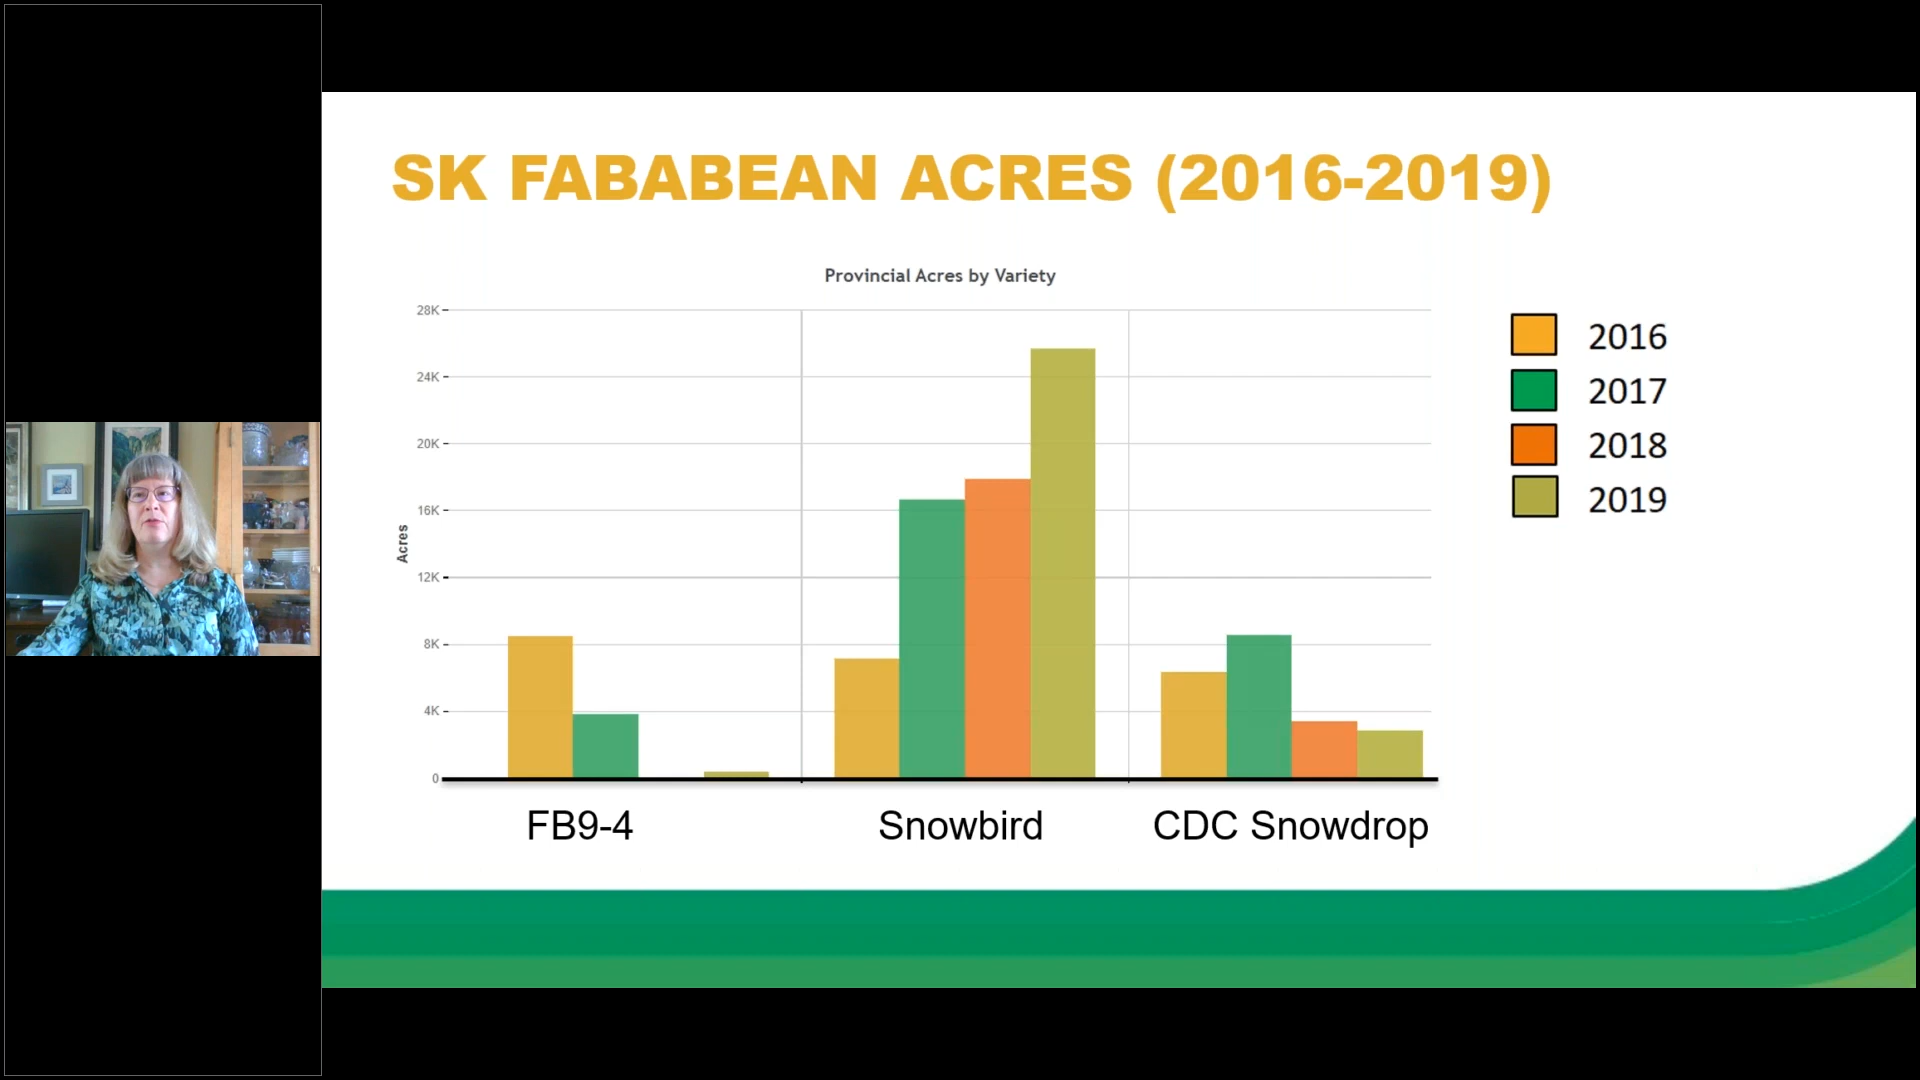 SK FABABEAN ACRES (2016-2019)
Provincial Acres by Variety
28K
24K
20K
16K
12K
8K
4K
0
Acres
FB9-4
Snowbird
CDC Snowdrop
2016
2017
2018
2019